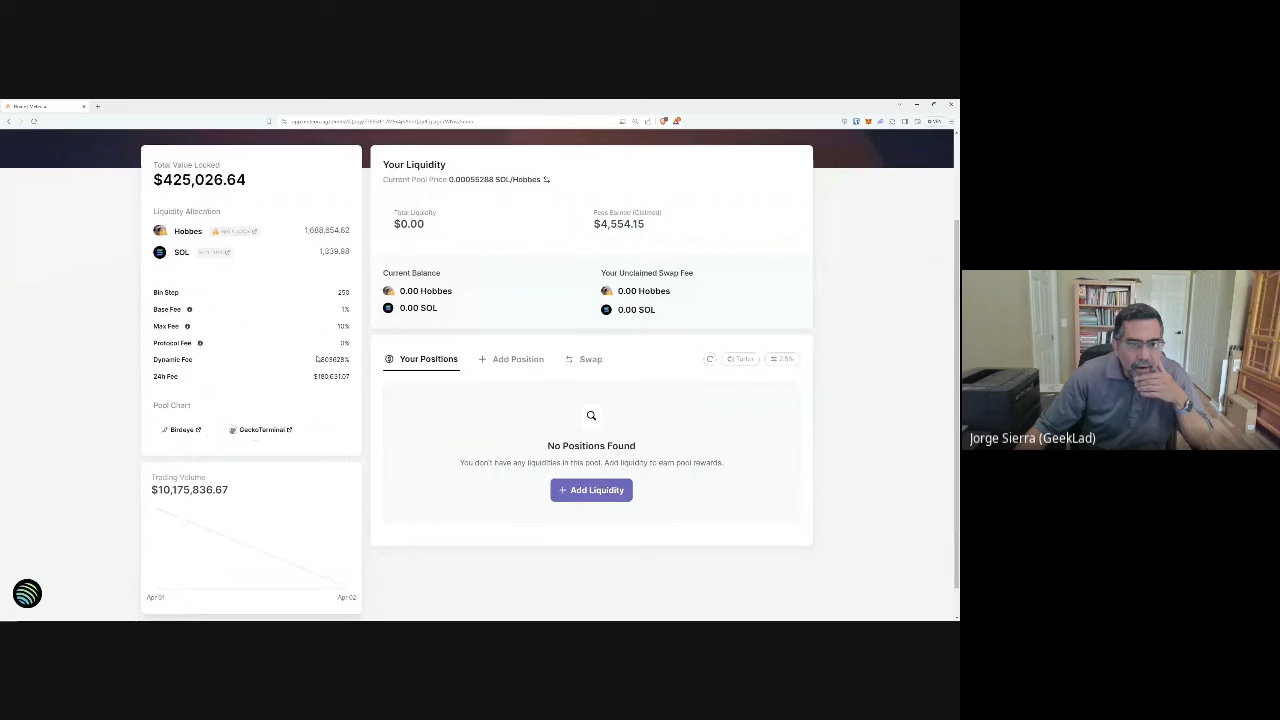 Total Value Locked
$425,026.64
Liquidity Allocation
Hobbes
1,688,654.62
SOL
1,339.98
Bin Step
250
Base Fee
1%
Max Fee
10%
Protocol Fee
0%
Dynamic Fee
24h Fee
$180,631.07
Pool Chart
Birdeye
GeckoTerminal
Trading Volume
$10,175,836.67
Apr 01
Apr 02
Your Liquidity
Current Pool Price 0.00055288 SOL/Hobbes
Total Liquidity
$0.00
Fees Earned (Claimed)
$4,554.15
Current Balance
0.00 Hobbes
0.00 SOL
Your Unclaimed Swap Fee
0.00 Hobbes
0.00 SOL
Your Positions
+ Add Position
Swap
Turbo
No Positions Found
You don't have any liquidities in this pool. Add liquidity to earn pool rewards.
+ Add Liquidity
Jorge Sierra (GeekLad)